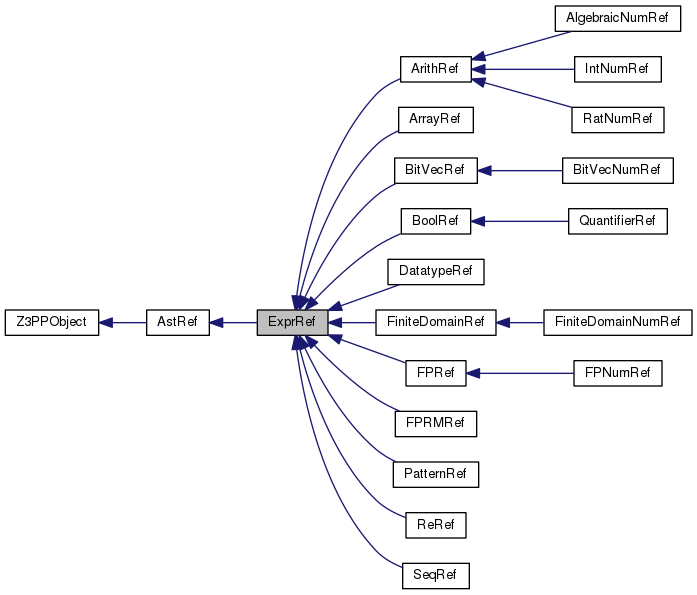 AlgebraicNumRef
ArithRef
IntNumRef
RatNumRef
ArrayRef
BitVecRef
BitVecNumRef
BoolRef
QuantifierRef
DatatypeRef
Z3PPObject
AstRef
ExprRef
FiniteDomainRef
FiniteDomainNumRef
FPRef
FPNumRef
FPRMRef
PatternRef
ReRef
SeqRef